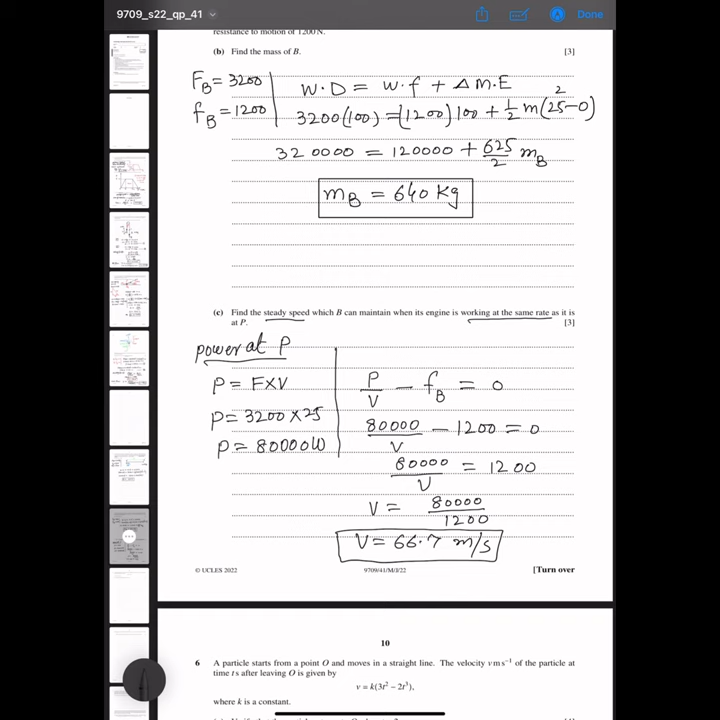 9709_s22_qp_41
Done
resistance to motion of 1200 N.
(b) Find the mass of B. [3]
F_B = 3200
f_B = 1200
W.D = W.f + ΔM.E
3200(100) = (1200)100 + 1/2 m(25² - 0)
320000 = 120000 + 625/2 m_B
m_B = 640 Kg
(c) Find the steady speed which B can maintain when its engine is working at the same rate as it is
at P. [3]
power at P
P = F×V
P = 3200 × 25
P = 80000W
P/V - f_B = 0
80000/V - 1200 = 0
80000/V = 1200
V = 80000/1200
V = 66.7 m/s
© UCLES 2022 9709/41/M/J/22 [Turn over
10
6 A particle starts from a point O and moves in a straight line. The velocity v m s⁻¹ of the particle at
time t s after leaving O is given by
v = k(3t² − 2t³),
where k is a constant.